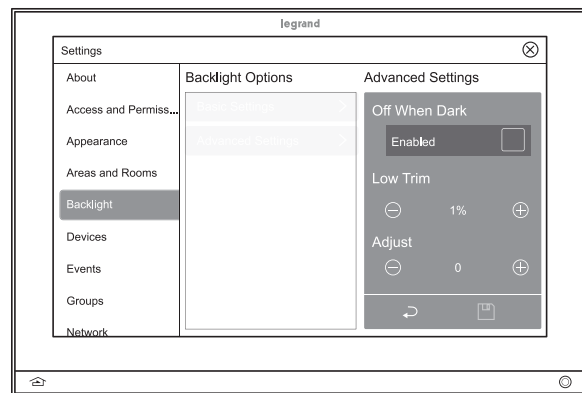 legrand
Settings
About
Access and Permiss...
Appearance
Areas and Rooms
Backlight
Devices
Events
Groups
Network
Backlight Options
Basic Settings
Advanced Settings
Advanced Settings
Off When Dark
Enabled
Low Trim
1%
Adjust
0